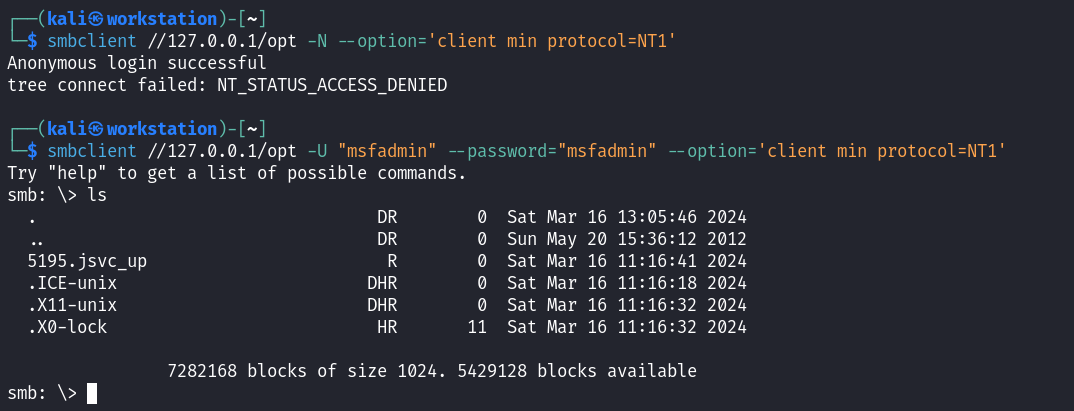 ┌──(kali㉿workstation)-[~]
└─$ smbclient //127.0.0.1/opt -N --option='client min protocol=NT1'
Anonymous login successful
tree connect failed: NT_STATUS_ACCESS_DENIED
┌──(kali㉿workstation)-[~]
└─$ smbclient //127.0.0.1/opt -U "msfadmin" --password="msfadmin" --option='client min protocol=NT1'
Try "help" to get a list of possible commands.
smb: \> ls
  .                                  DR        0  Sat Mar 16 13:05:46 2024
  ..                                 DR        0  Sun May 20 15:36:12 2012
  5195.jsvc_up                        R        0  Sat Mar 16 11:16:41 2024
  .ICE-unix                         DHR        0  Sat Mar 16 11:16:18 2024
  .X11-unix                         DHR        0  Sat Mar 16 11:16:32 2024
  .X0-lock                           HR       11  Sat Mar 16 11:16:32 2024
                7282168 blocks of size 1024. 5429128 blocks available
smb: \>